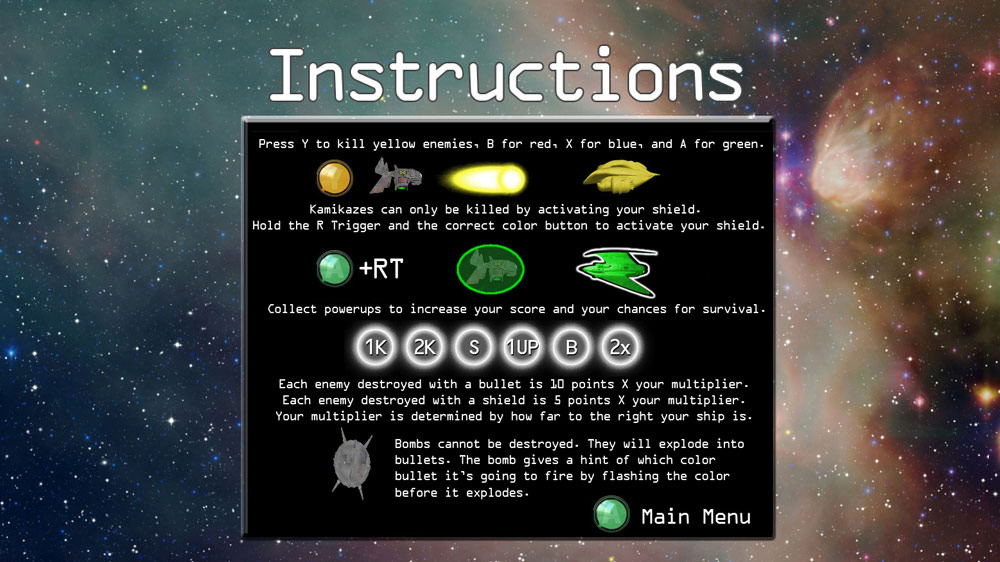 Instructions
Press Y to kill yellow enemies, B for red, X for blue, and A for green.
Y
Kamikazes can only be killed by activating your shield.
Hold the R Trigger and the correct color button to activate your shield.
A +RT
Collect powerups to increase your score and your chances for survival.
1K 2K S 1UP B 2x
Each enemy destroyed with a bullet is 10 points X your multiplier.
Each enemy destroyed with a shield is 5 points X your multiplier.
Your multiplier is determined by how far to the right your ship is.
Bombs cannot be destroyed. They will explode into
bullets. The bomb gives a hint of which color
bullet it's going to fire by flashing the color
before it explodes.
A Main Menu